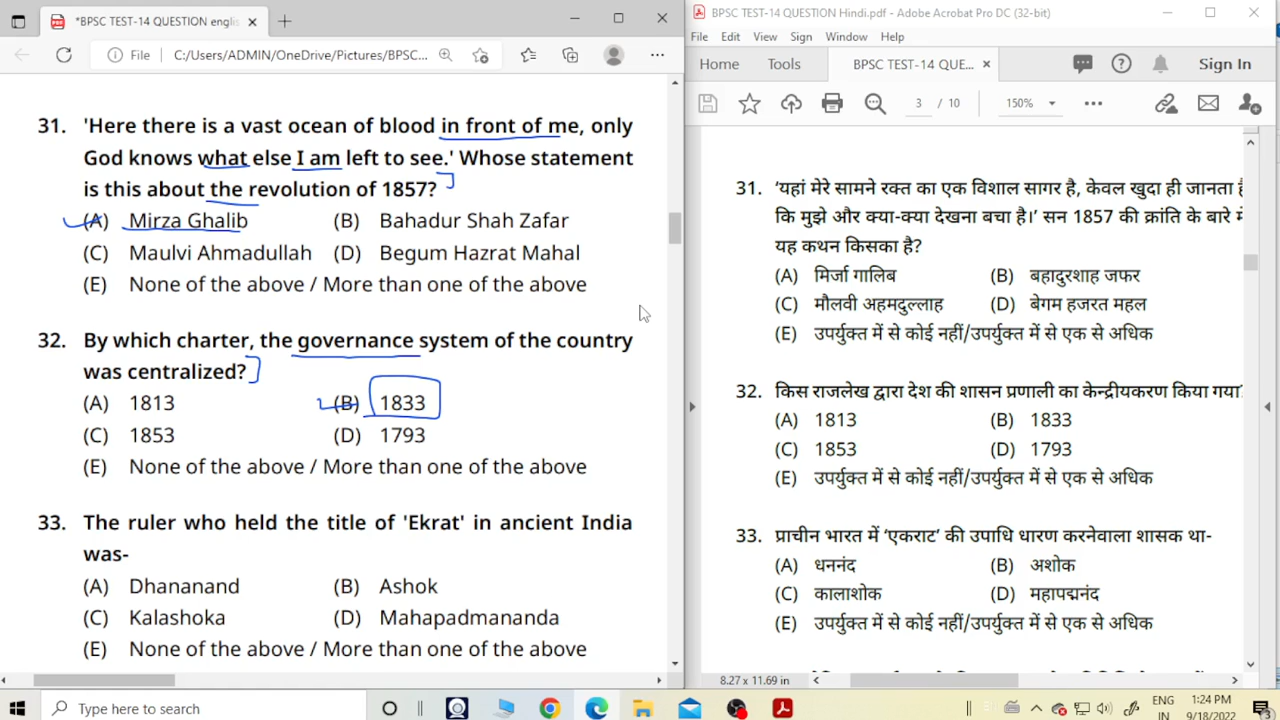 *BPSC TEST-14 QUESTION englis
File
C:/Users/ADMIN/OneDrive/Pictures/BPSC...
31. 'Here there is a vast ocean of blood in front of me, only
God knows what else I am left to see.' Whose statement
is this about the revolution of 1857?
(A) Mirza Ghalib (B) Bahadur Shah Zafar
(C) Maulvi Ahmadullah (D) Begum Hazrat Mahal
(E) None of the above / More than one of the above
32. By which charter, the governance system of the country
was centralized?
(A) 1813 (B) 1833
(C) 1853 (D) 1793
(E) None of the above / More than one of the above
33. The ruler who held the title of 'Ekrat' in ancient India
was-
(A) Dhananand (B) Ashok
(C) Kalashoka (D) Mahapadmananda
(E) None of the above / More than one of the above
BPSC TEST-14 QUESTION Hindi.pdf - Adobe Acrobat Pro DC (32-bit)
File Edit View Sign Window Help
Home Tools BPSC TEST-14 QUE... Sign In
3 / 10 150%
31. 'यहां मेरे सामने रक्त का एक विशाल सागर है, केवल खुदा ही जानता है
कि मुझे और क्या-क्या देखना बचा है।' सन 1857 की क्रांति के बारे में
यह कथन किसका है?
(A) मिर्जा गालिब (B) बहादुरशाह जफर
(C) मौलवी अहमदुल्लाह (D) बेगम हजरत महल
(E) उपर्युक्त में से कोई नहीं/उपर्युक्त में से एक से अधिक
32. किस राजलेख द्वारा देश की शासन प्रणाली का केन्द्रीयकरण किया गया?
(A) 1813 (B) 1833
(C) 1853 (D) 1793
(E) उपर्युक्त में से कोई नहीं/उपर्युक्त में से एक से अधिक
33. प्राचीन भारत में 'एकराट' की उपाधि धारण करनेवाला शासक था-
(A) धननंद (B) अशोक
(C) कालाशोक (D) महापद्मनंद
(E) उपर्युक्त में से कोई नहीं/उपर्युक्त में से एक से अधिक
8.27 x 11.69 in
Type here to search
ENG
IN
1:24 PM
9/18/2022